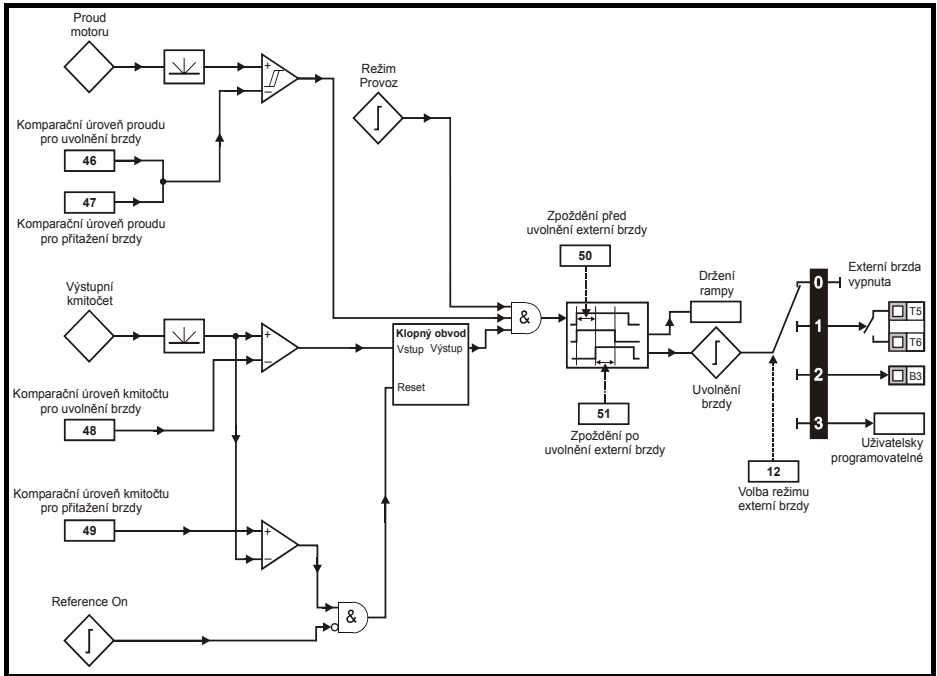 Proud
motoru
+
−
Režim
Provoz
Komparační úroveň proudu
pro uvolnění brzdy
46
47
Komparační úroveň proudu
pro přitažení brzdy
Zpoždění před
uvolnění externí brzdy
50
Výstupní
kmitočet
+
−
&
Klopný obvod
Vstup Výstup
Reset
Držení
rampy
Uvolnění
brzdy
Externí brzda
vypnuta
0
1
2
3
T5
T6
B3
Uživatelsky
programovatelné
51
Zpoždění po
uvolnění externí brzdy
12
Volba režimu
externí brzdy
Komparační úroveň kmitočtu
pro uvolnění brzdy
48
Komparační úroveň kmitočtu
pro přitažení brzdy
49
+
−
Reference On
&